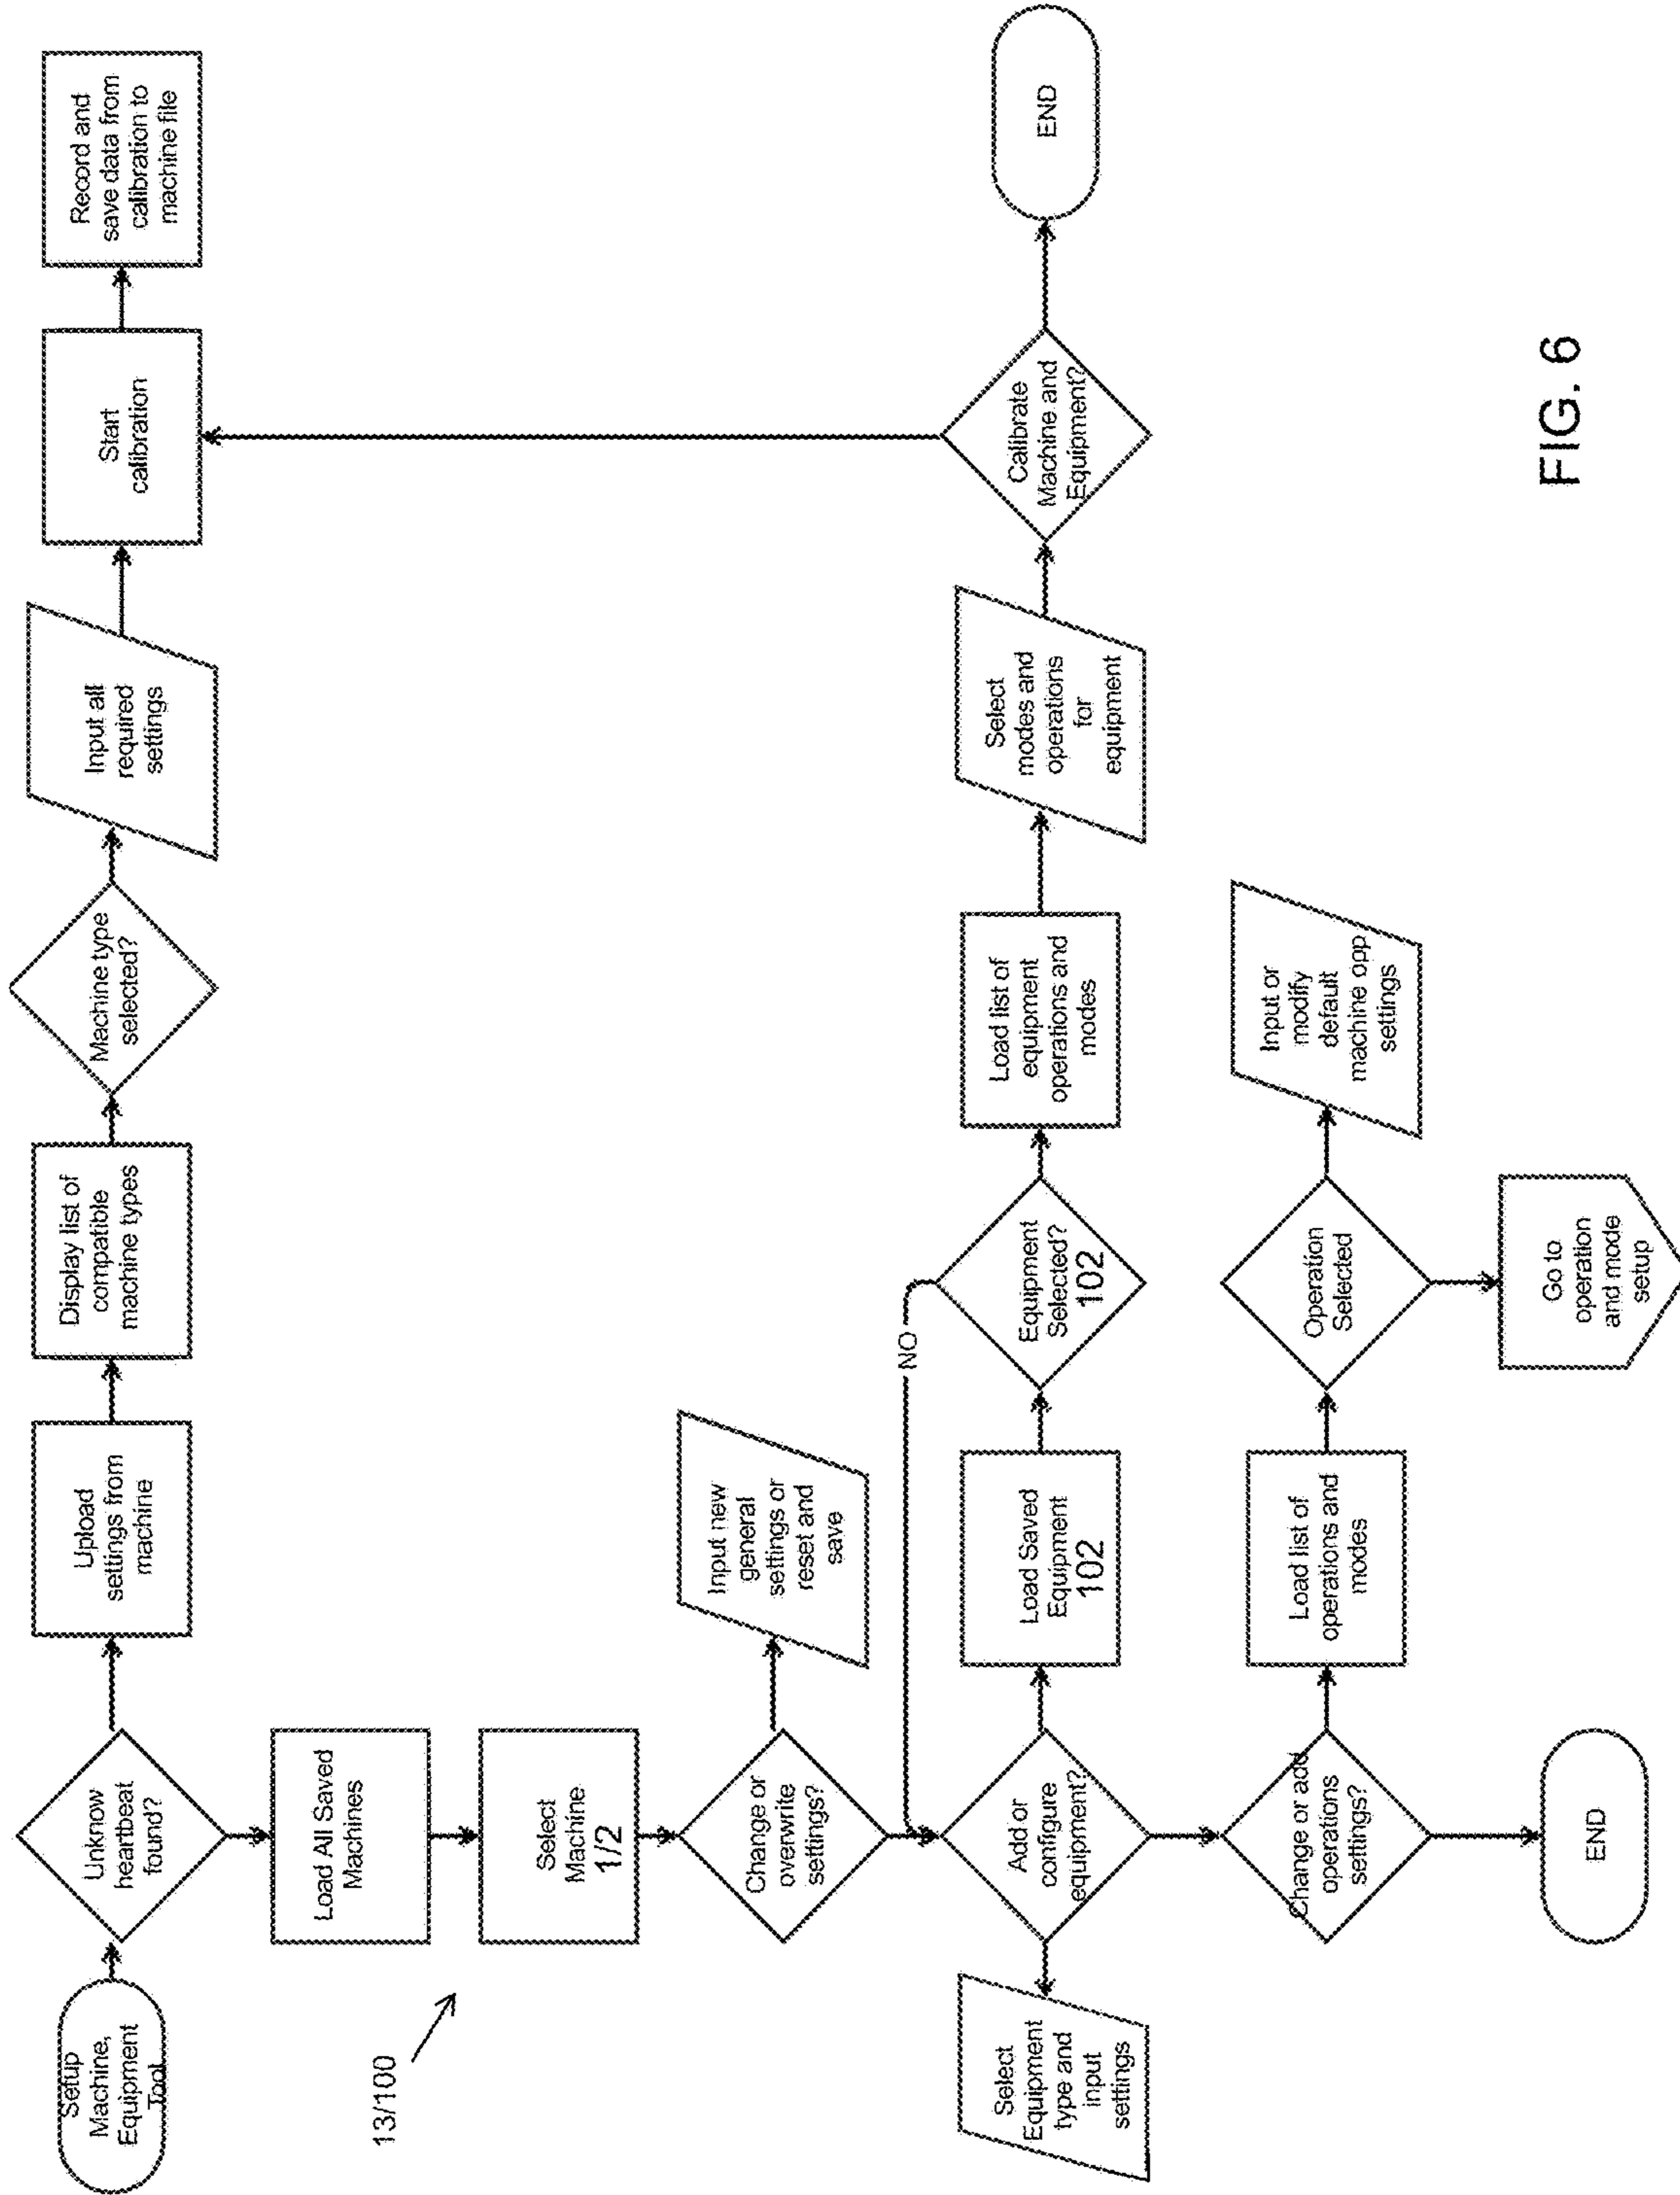 Setup
Machine,
Equipment
Tool
Unknow
heartbeat
found?
Upload
settings from
machine
Display list of
compatible
machine types
Machine type
selected?
Input all
required
settings
Start
calibration
Record and
save data from
calibration to
machine file
13/100
Load All Saved
Machines
Select
Machine
1/2
Change or
overwrite
settings?
Input new
general
settings or
reset and
save
NO
Select
Equipment
type and
input
settings
Add or
configure
equipment?
Load Saved
Equipment
102
Equipment
Selected?
102
Load list of
equipment
operations and
modes
Select
modes and
operations
for
equipment
Calibrate
Machine and
Equipment?
END
Change or add
operations
settings?
Load list of
operations and
modes
Operation
Selected
Input or
modify
default
machine opp
settings
Go to
operation
and mode
setup
END
FIG. 6